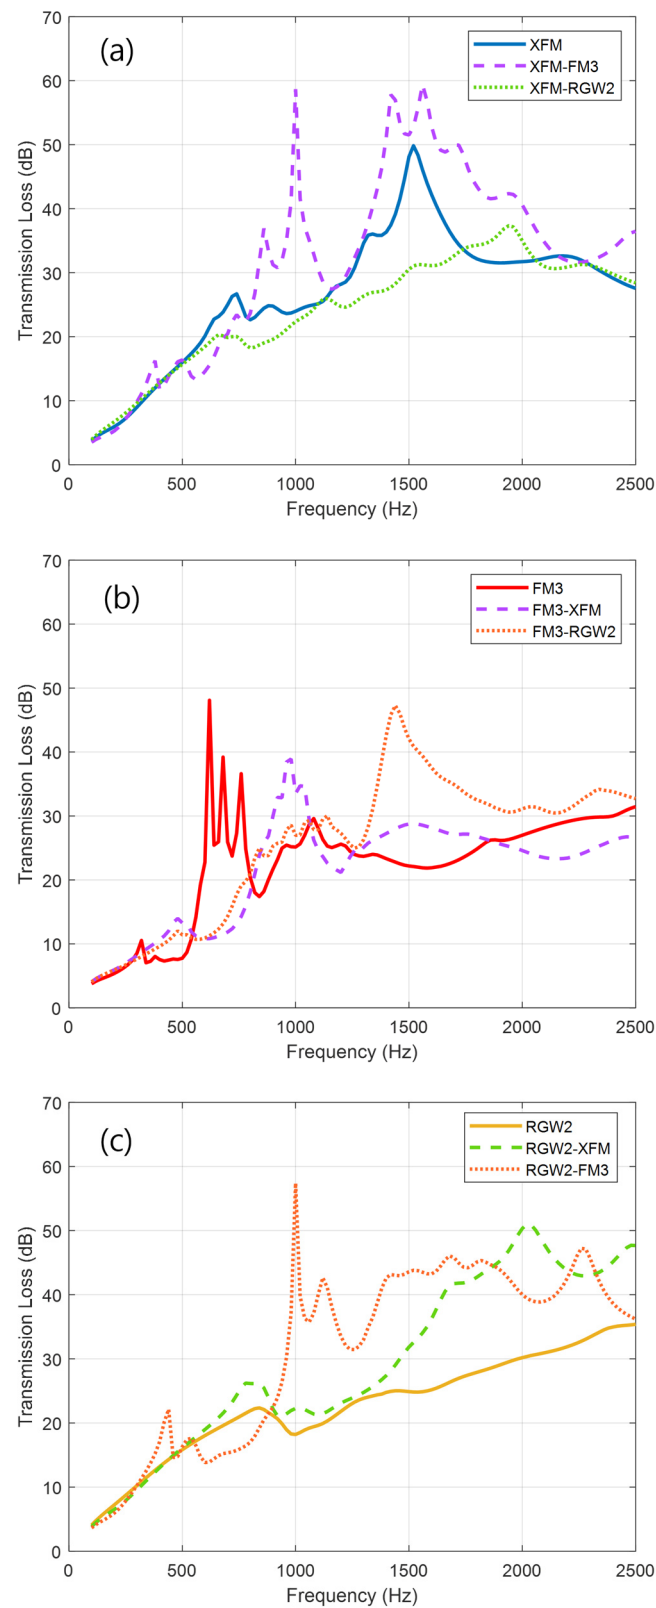 (a)
XFM
XFM-FM3
XFM-RGW2
Transmission Loss (dB)
70
60
50
40
30
20
10
0
0 500 1000 1500 2000 2500
Frequency (Hz)
(b)
FM3
FM3-XFM
FM3-RGW2
Transmission Loss (dB)
70
60
50
40
30
20
10
0
0 500 1000 1500 2000 2500
Frequency (Hz)
(c)
RGW2
RGW2-XFM
RGW2-FM3
Transmission Loss (dB)
70
60
50
40
30
20
10
0
0 500 1000 1500 2000 2500
Frequency (Hz)